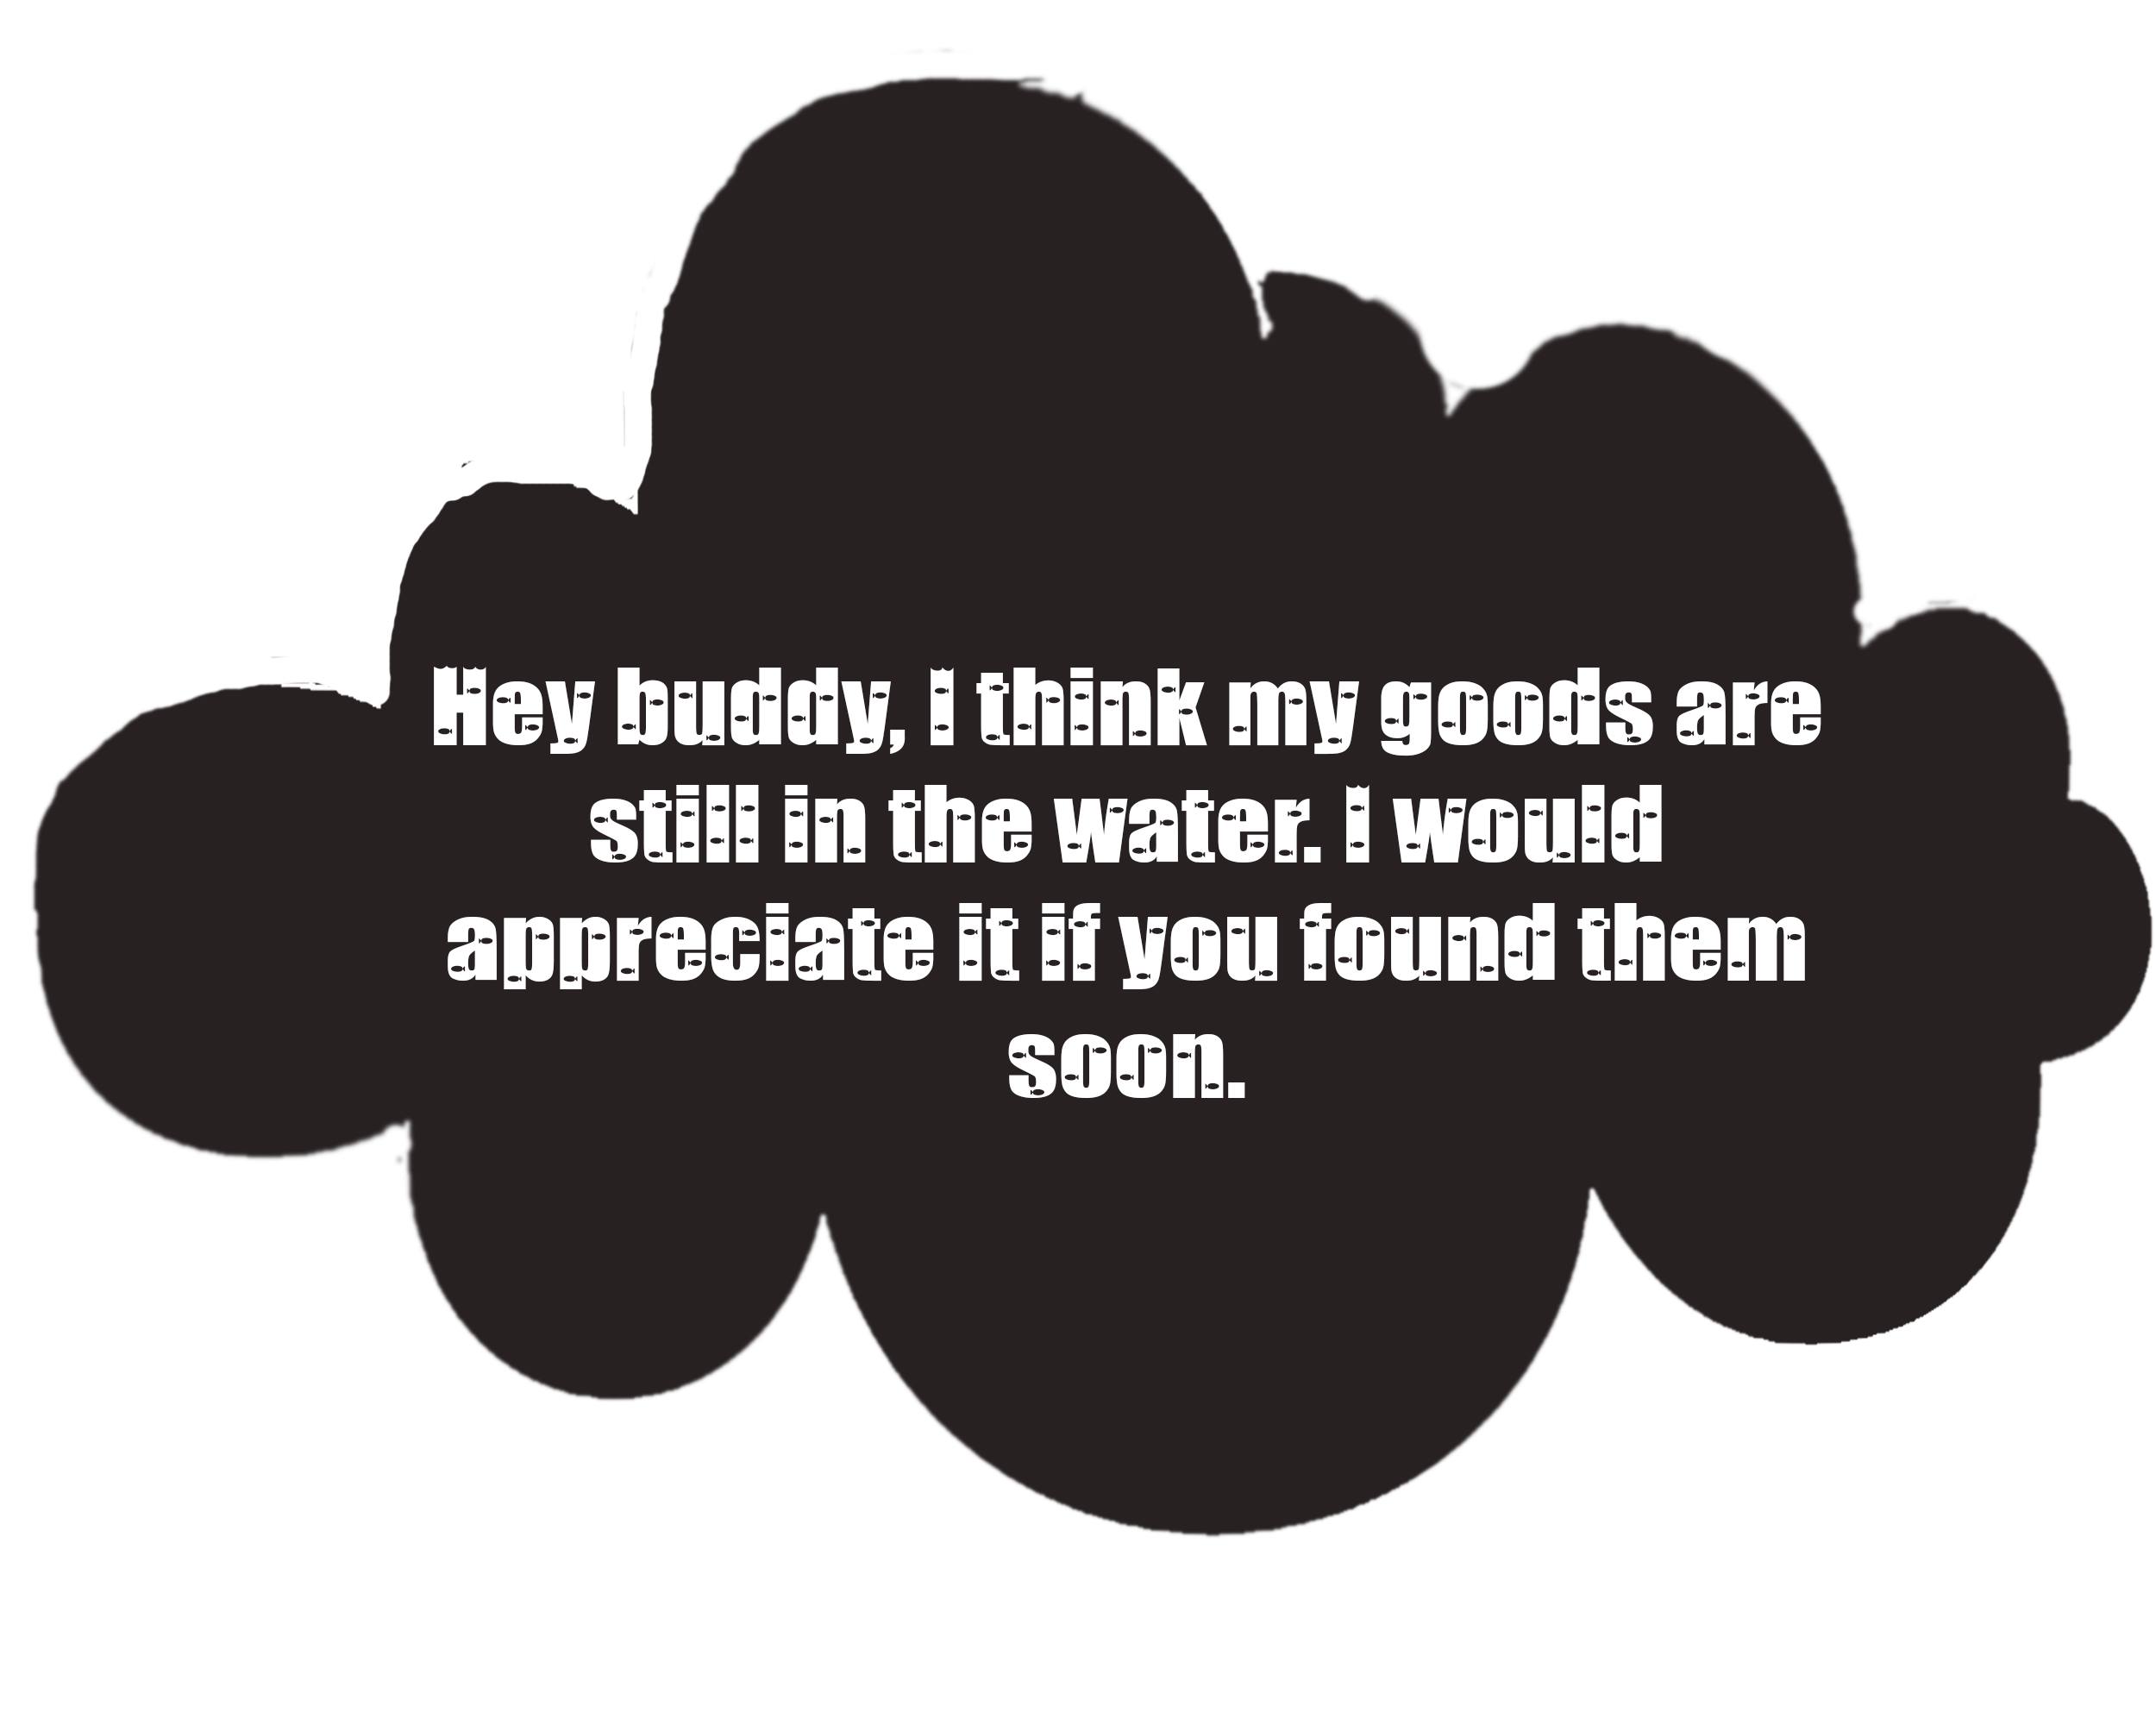 Hey buddy, I think my goods are
still in the water. I would
appreciate it if you found them
soon.